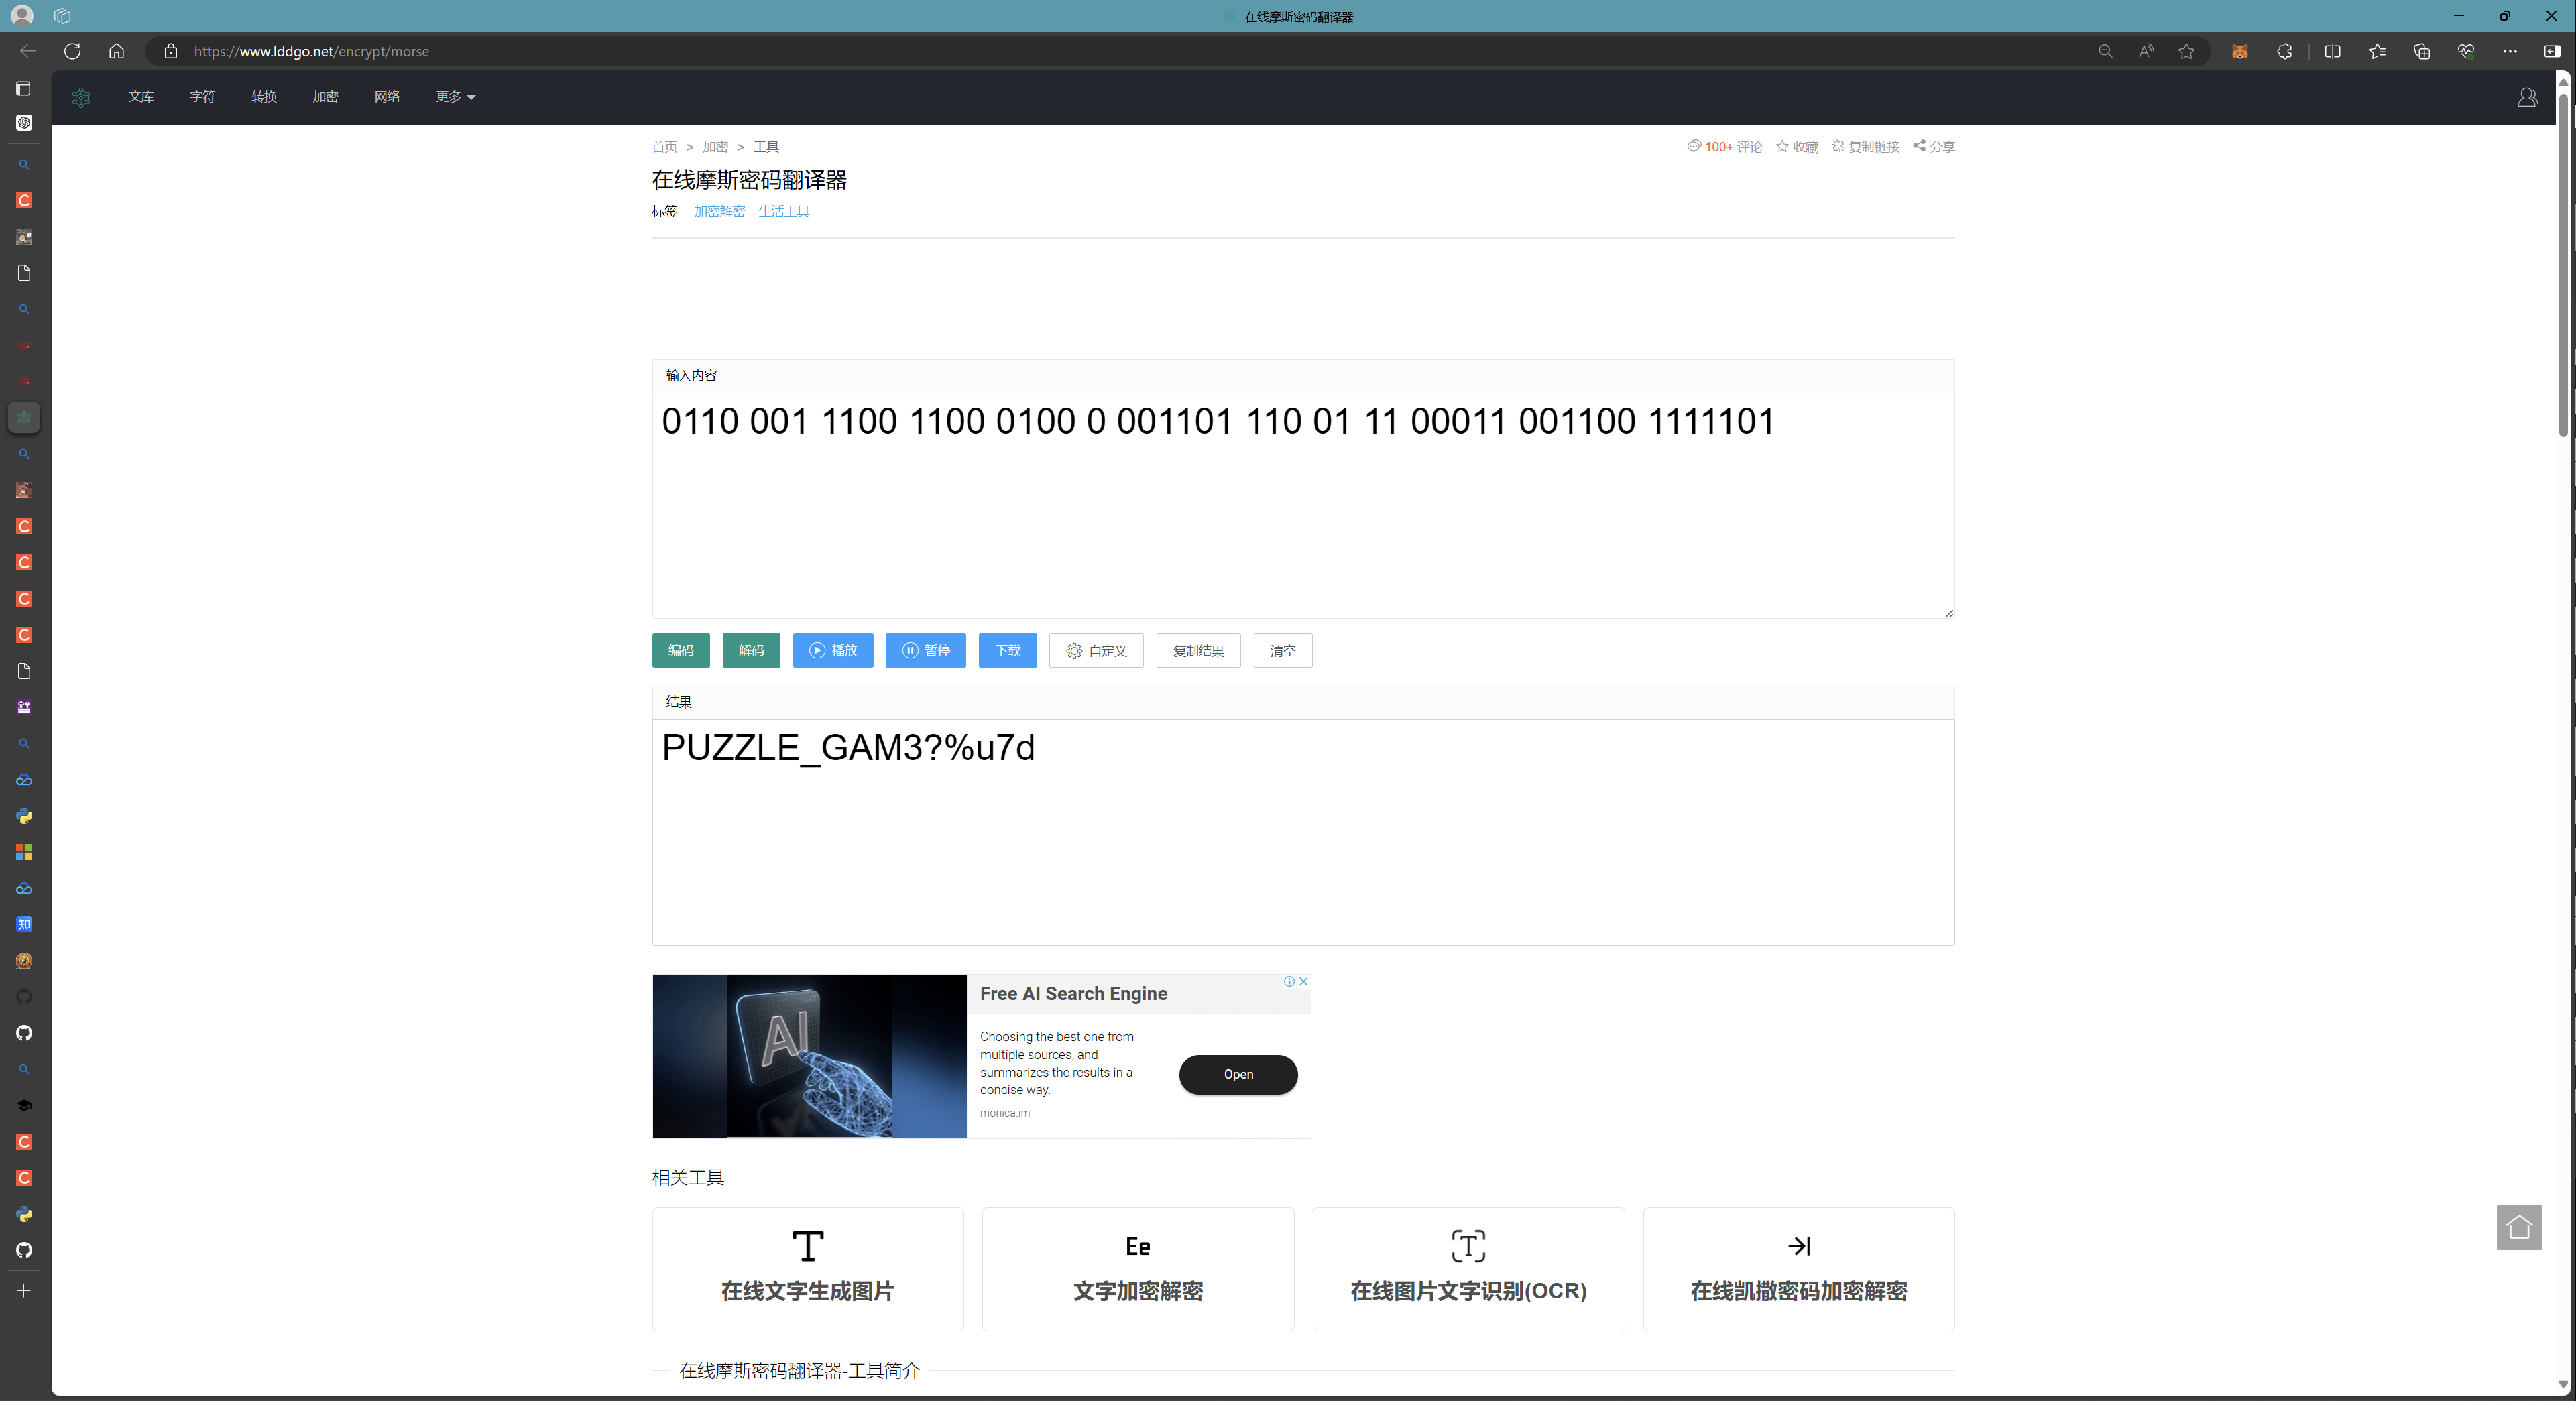 在线摩斯密码翻译器
https://www.lddgo.net/encrypt/morse
文库 字符 转换 加密 网络 更多
首页 > 加密 > 工具
100+ 评论 收藏 复制链接 分享
在线摩斯密码翻译器
标签 加密解密 生活工具
输入内容
0110 001 1100 1100 0100 0 001101 110 01 11 00011 001100 1111101
编码 解码 播放 暂停 下载 自定义 复制结果 清空
结果
PUZZLE_GAM3?%u7d
AI
Free AI Search Engine
Choosing the best one from
multiple sources, and
summarizes the results in a
concise way.
Open
monica.im
相关工具
在线文字生成图片
文字加密解密
在线图片文字识别(OCR)
在线凯撒密码加密解密
在线摩斯密码翻译器-工具简介